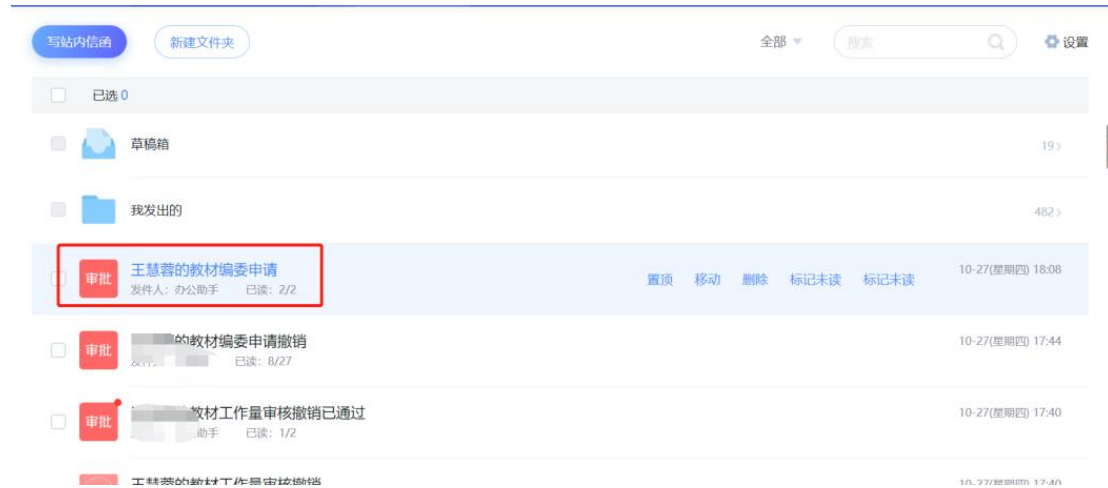 写站内信函 新建文件夹 全部 搜索 设置
已选 0
草稿箱 19
我发出的 482
审批 王慧蓉的教材编委申请 置顶 移动 删除 标记未读 标记未读 10-27(星期四) 18:08
发件人：办公助手 已读：2/2
审批 的教材编委申请撤销 10-27(星期四) 17:44
已读：8/27
审批 教材工作量审核撤销已通过 10-27(星期四) 17:40
助手 已读：1/2
王慧蓉的教材工作量审核撤销 10-27(星期四) 17:40